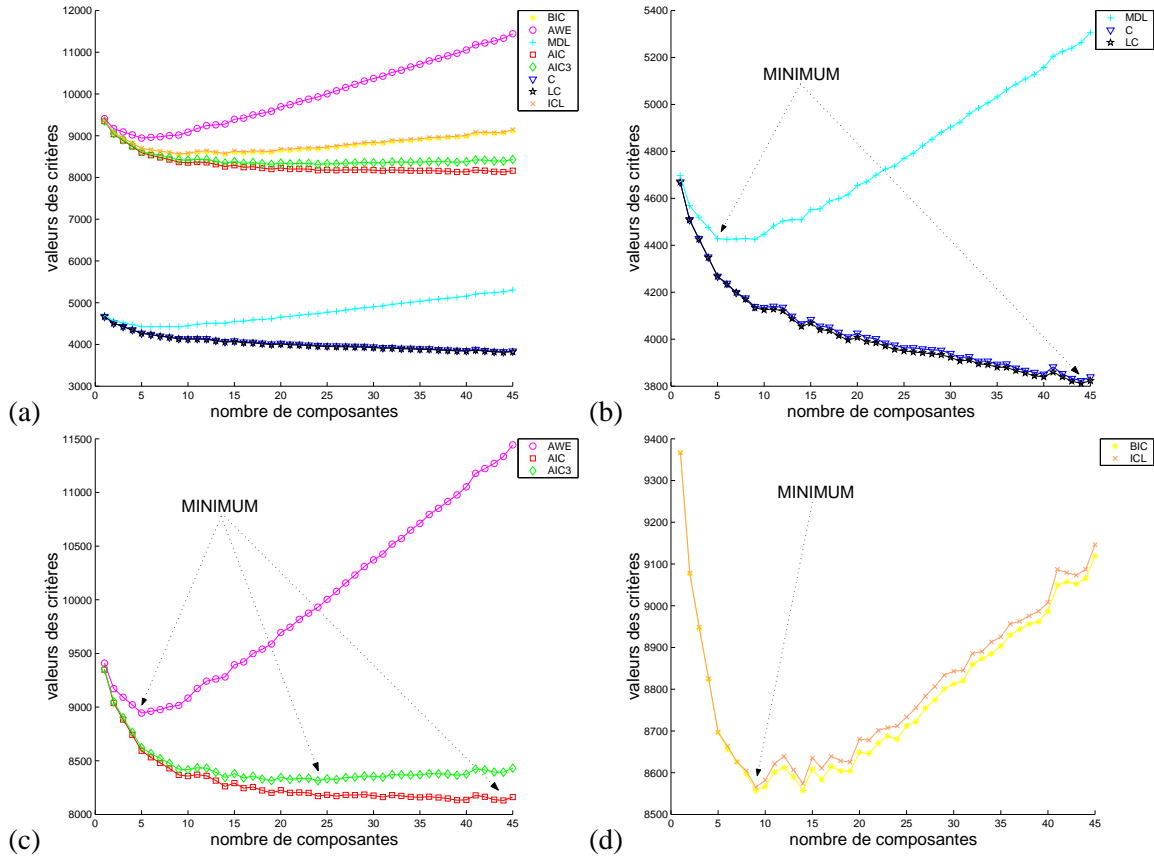 12000
11000
10000
9000
8000
7000
6000
5000
4000
3000
0 5 10 15 20 25 30 35 40 45
valeurs des critères
nombre de composantes
BIC
AWE
MDL
AIC
AIC3
C
LC
ICL
(a)
5400
5200
5000
4800
4600
4400
4200
4000
3800
0 5 10 15 20 25 30 35 40 45
valeurs des critères
nombre de composantes
MINIMUM
MDL
C
LC
(b)
11500
11000
10500
10000
9500
9000
8500
8000
0 5 10 15 20 25 30 35 40 45
valeurs des critères
nombre de composantes
MINIMUM
AWE
AIC
AIC3
(c)
9400
9300
9200
9100
9000
8900
8800
8700
8600
8500
0 5 10 15 20 25 30 35 40 45
valeurs des critères
nombre de composantes
MINIMUM
BIC
ICL
(d)